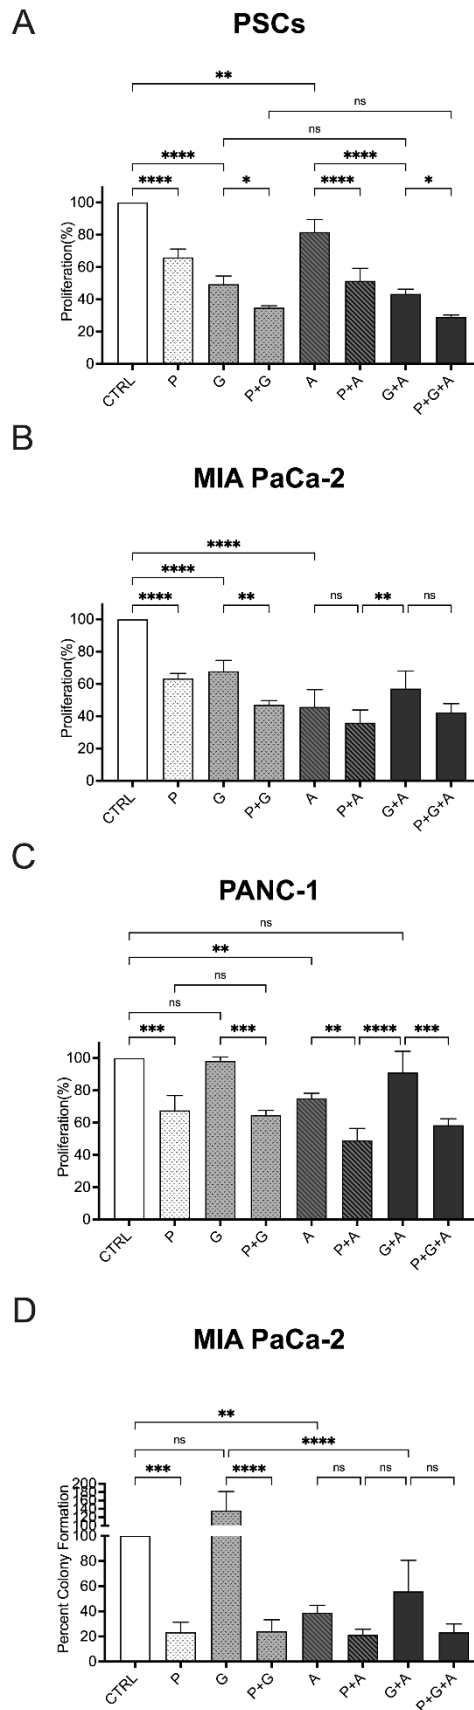 A
PSCs
**
ns
ns
**** ****
**** * **** *
Proliferation(%)
100
80
60
40
20
0
CTRL P G P+G A P+A G+A P+G+A
B
MIA PaCa-2
****
****
**** ** ns ** ns
Proliferation(%)
100
80
60
40
20
0
CTRL P G P+G A P+A G+A P+G+A
C
PANC-1
ns
**
ns
ns
*** *** ** **** ***
Proliferation(%)
100
80
60
40
20
0
CTRL P G P+G A P+A G+A P+G+A
D
MIA PaCa-2
**
ns ****
*** **** ns ns ns
Percent Colony Formation
200
180
160
140
120
100
80
60
40
20
0
CTRL P G P+G A P+A G+A P+G+A